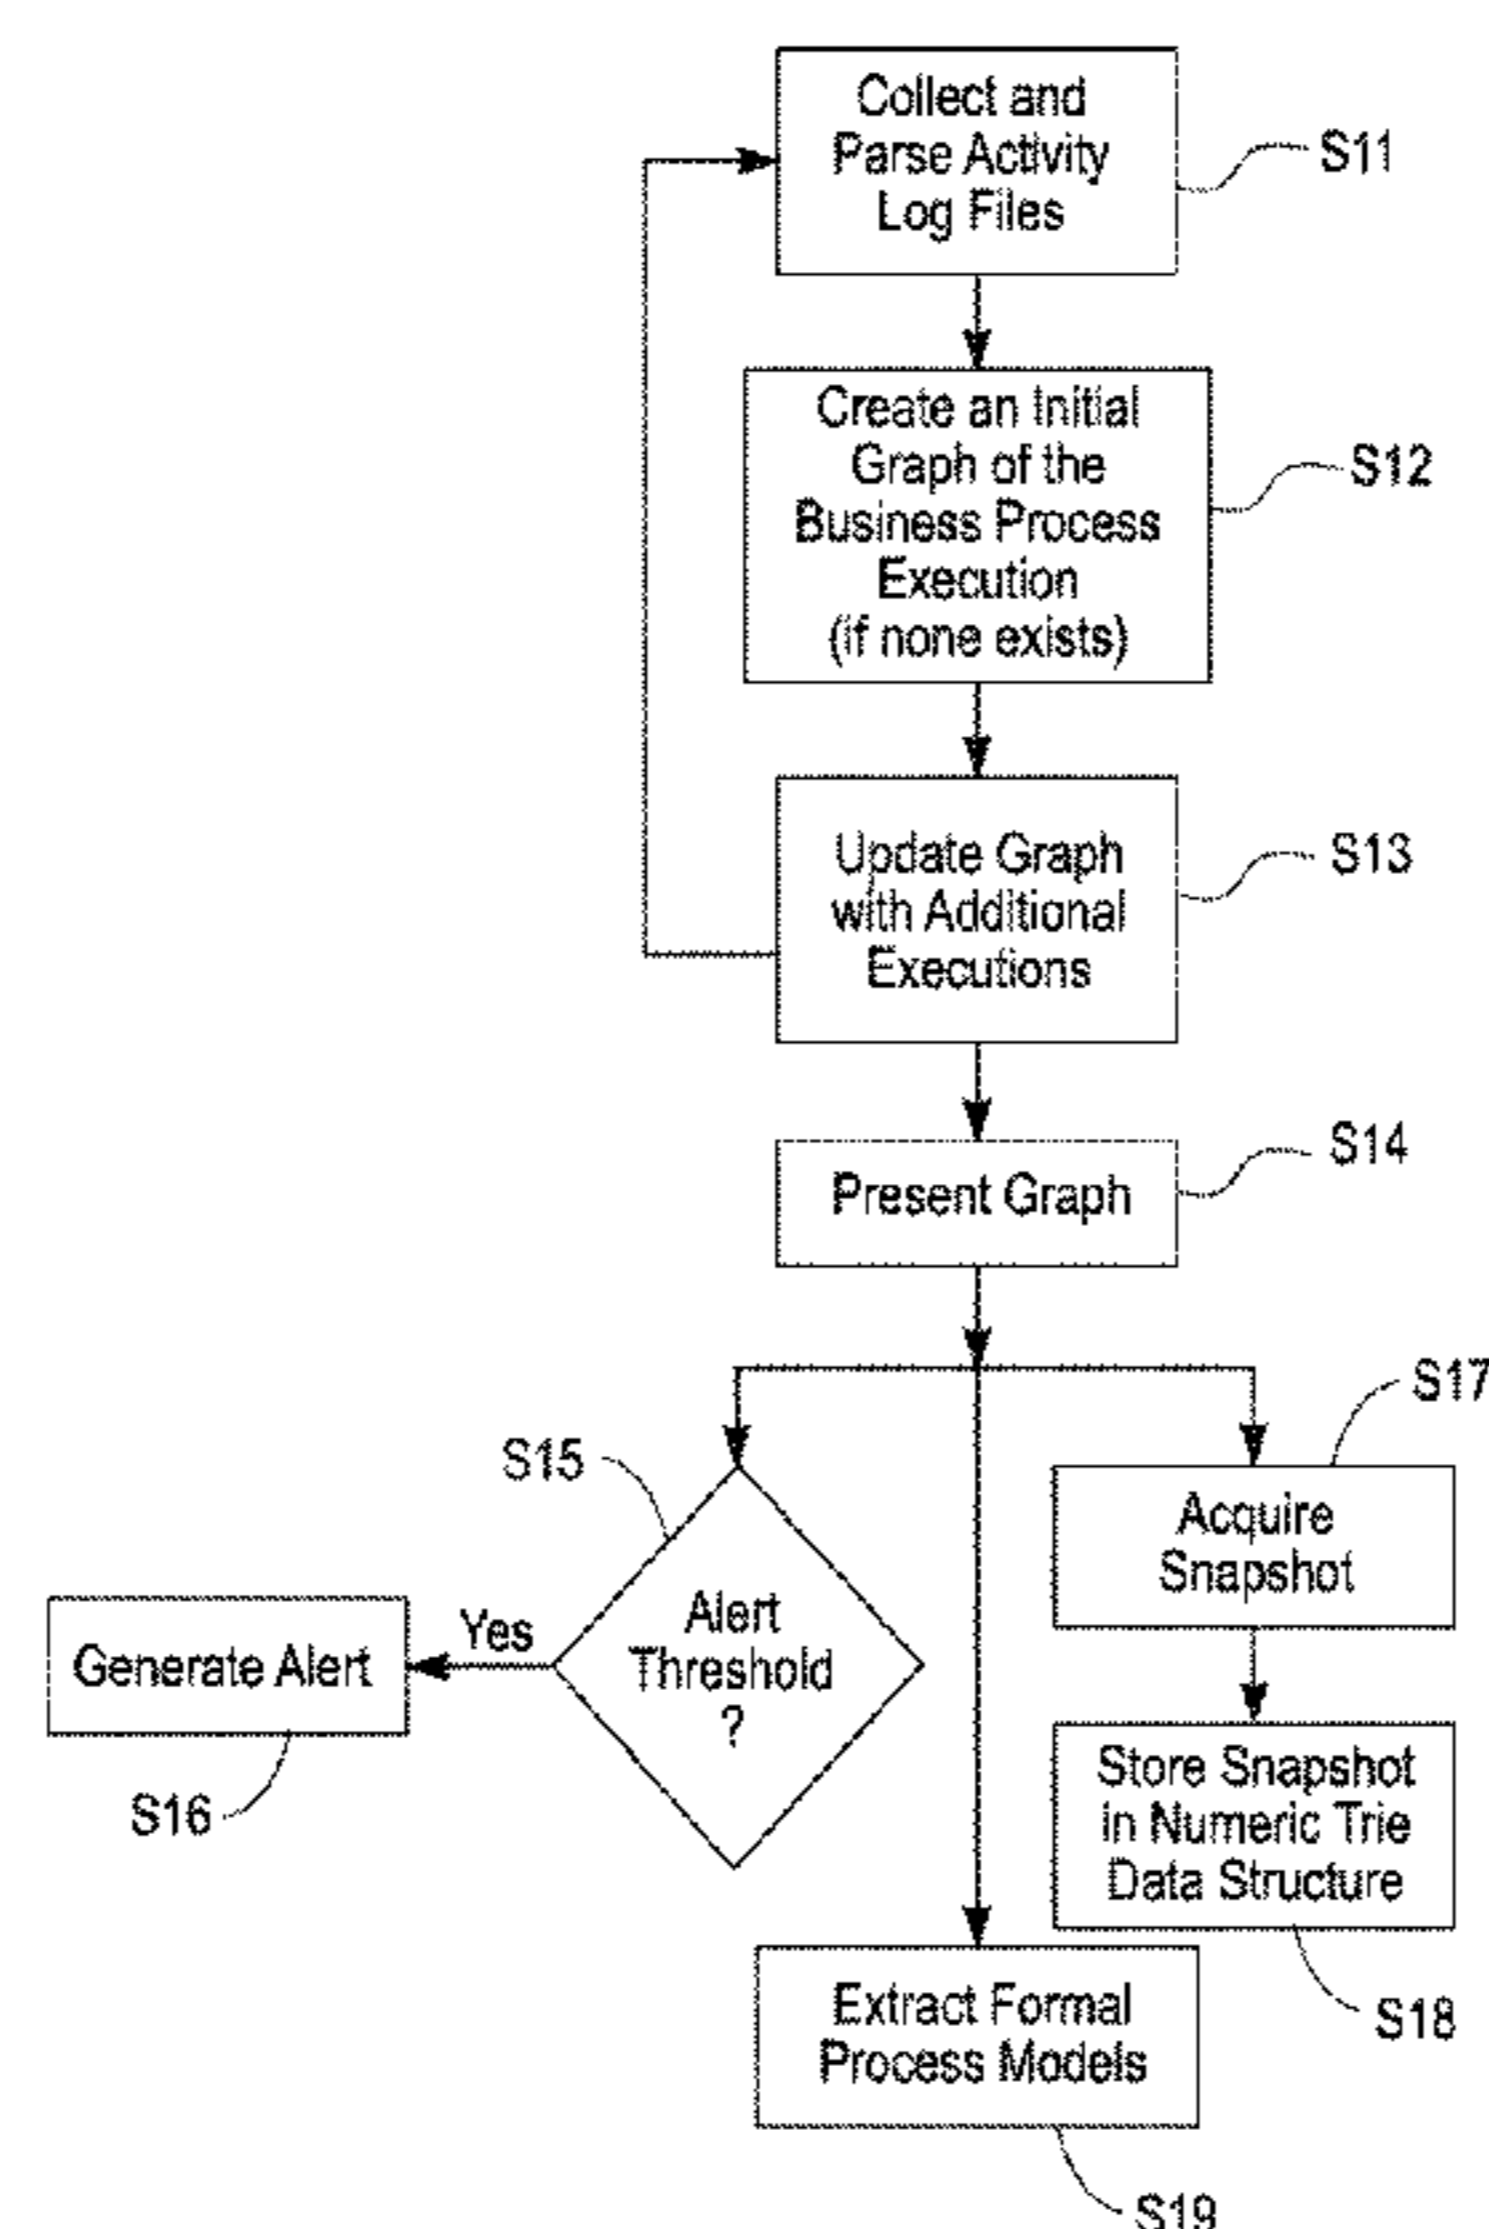 Collect and
Parse Activity
Log Files
S11
Create an Initial
Graph of the
Business Process
Execution
(if none exists)
S12
Update Graph
with Additional
Executions
S13
Present Graph
S14
S15
Alert
Threshold
?
Yes
Generate Alert
S16
S17
Acquire
Snapshot
Store Snapshot
in Numeric Trie
Data Structure
S18
Extract Formal
Process Models
S19